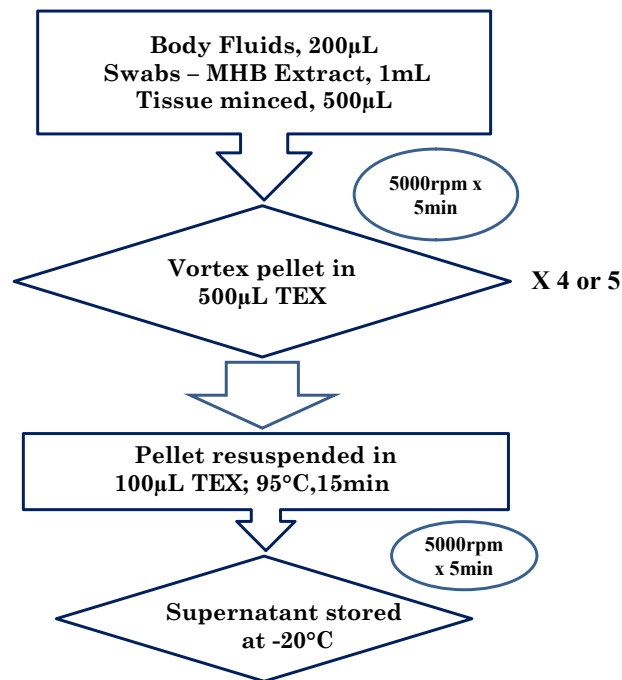 Body Fluids, 200µL
Swabs – MHB Extract, 1mL
Tissue minced, 500µL
5000rpm x
5min
Vortex pellet in
500µL TEX
X 4 or 5
Pellet resuspended in
100µL TEX; 95°C,15min
5000rpm
x 5min
Supernatant stored
at -20°C